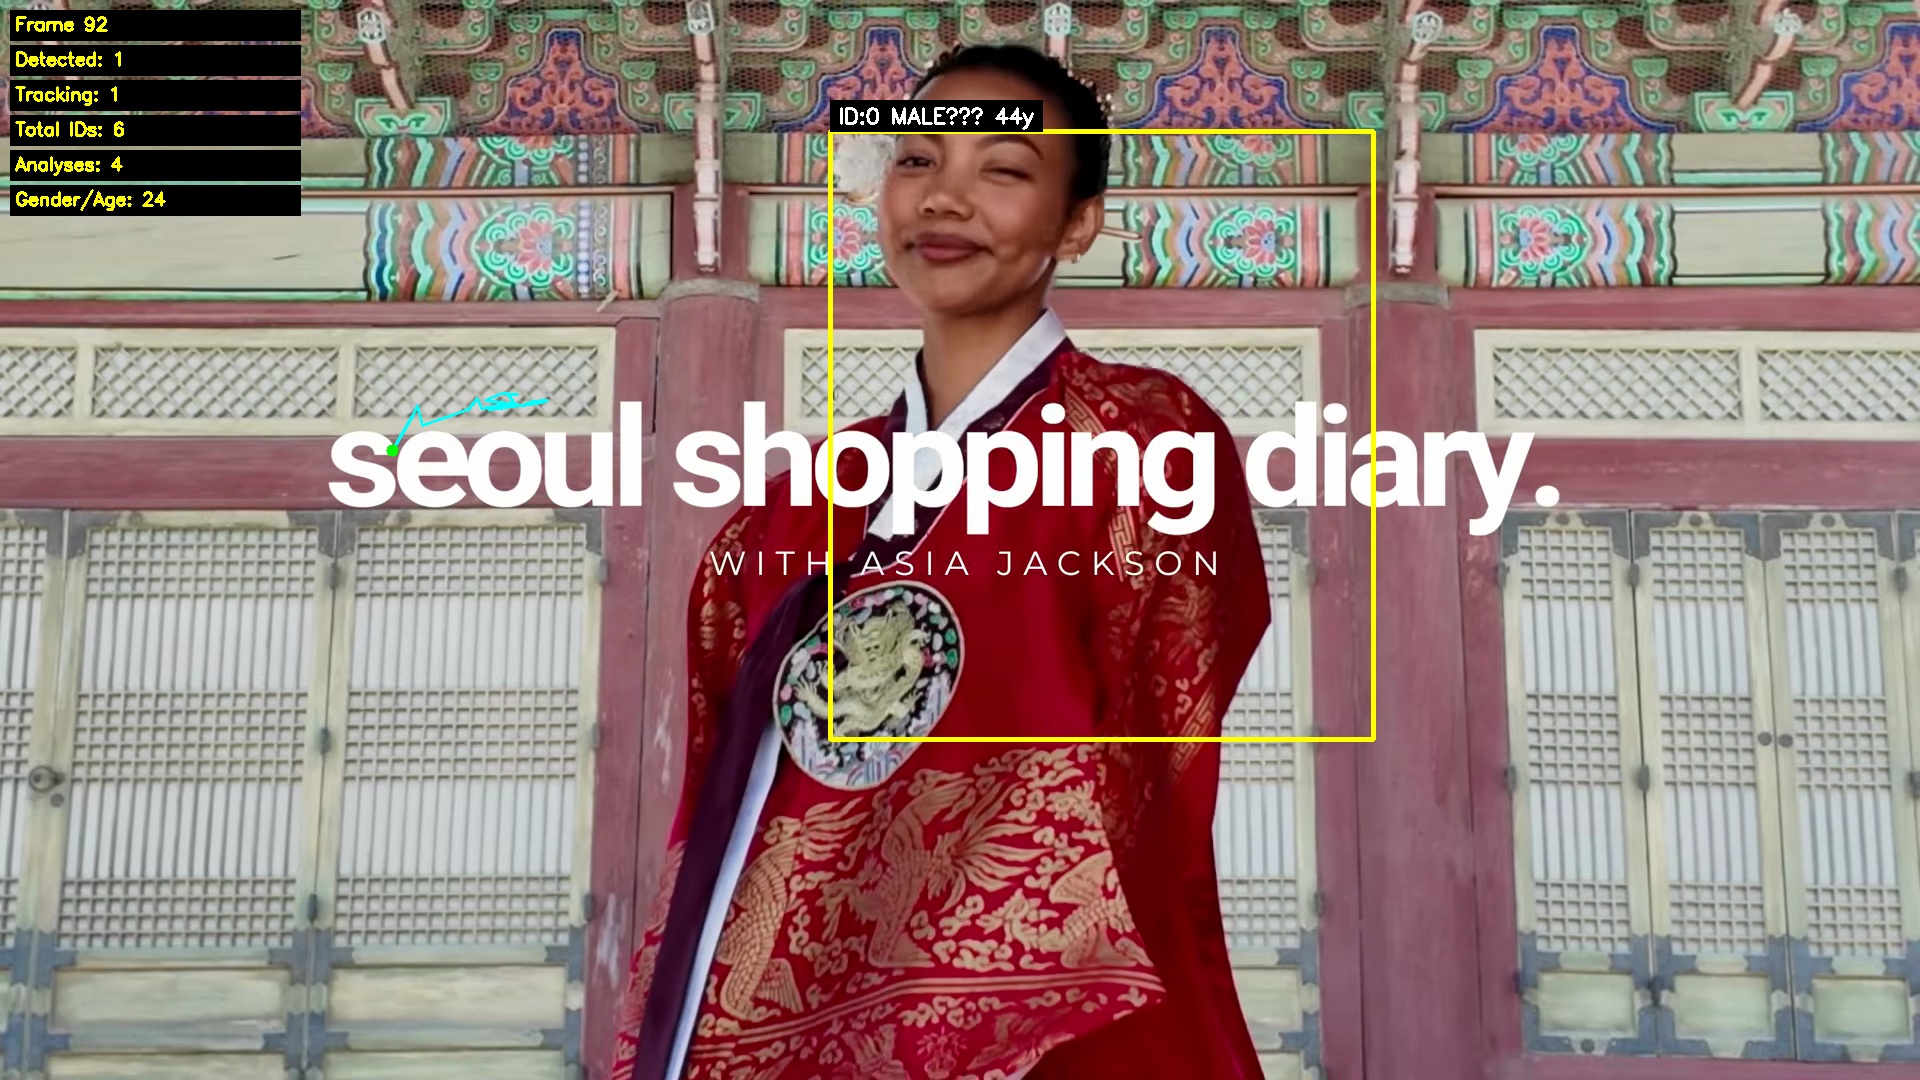 Frame 92
Detected: 1
Tracking: 1
Total IDs: 6
Analyses: 4
Gender/Age: 24
ID:0 MALE??? 44y
seoul shopping diary.
WITH ASIA JACKSON